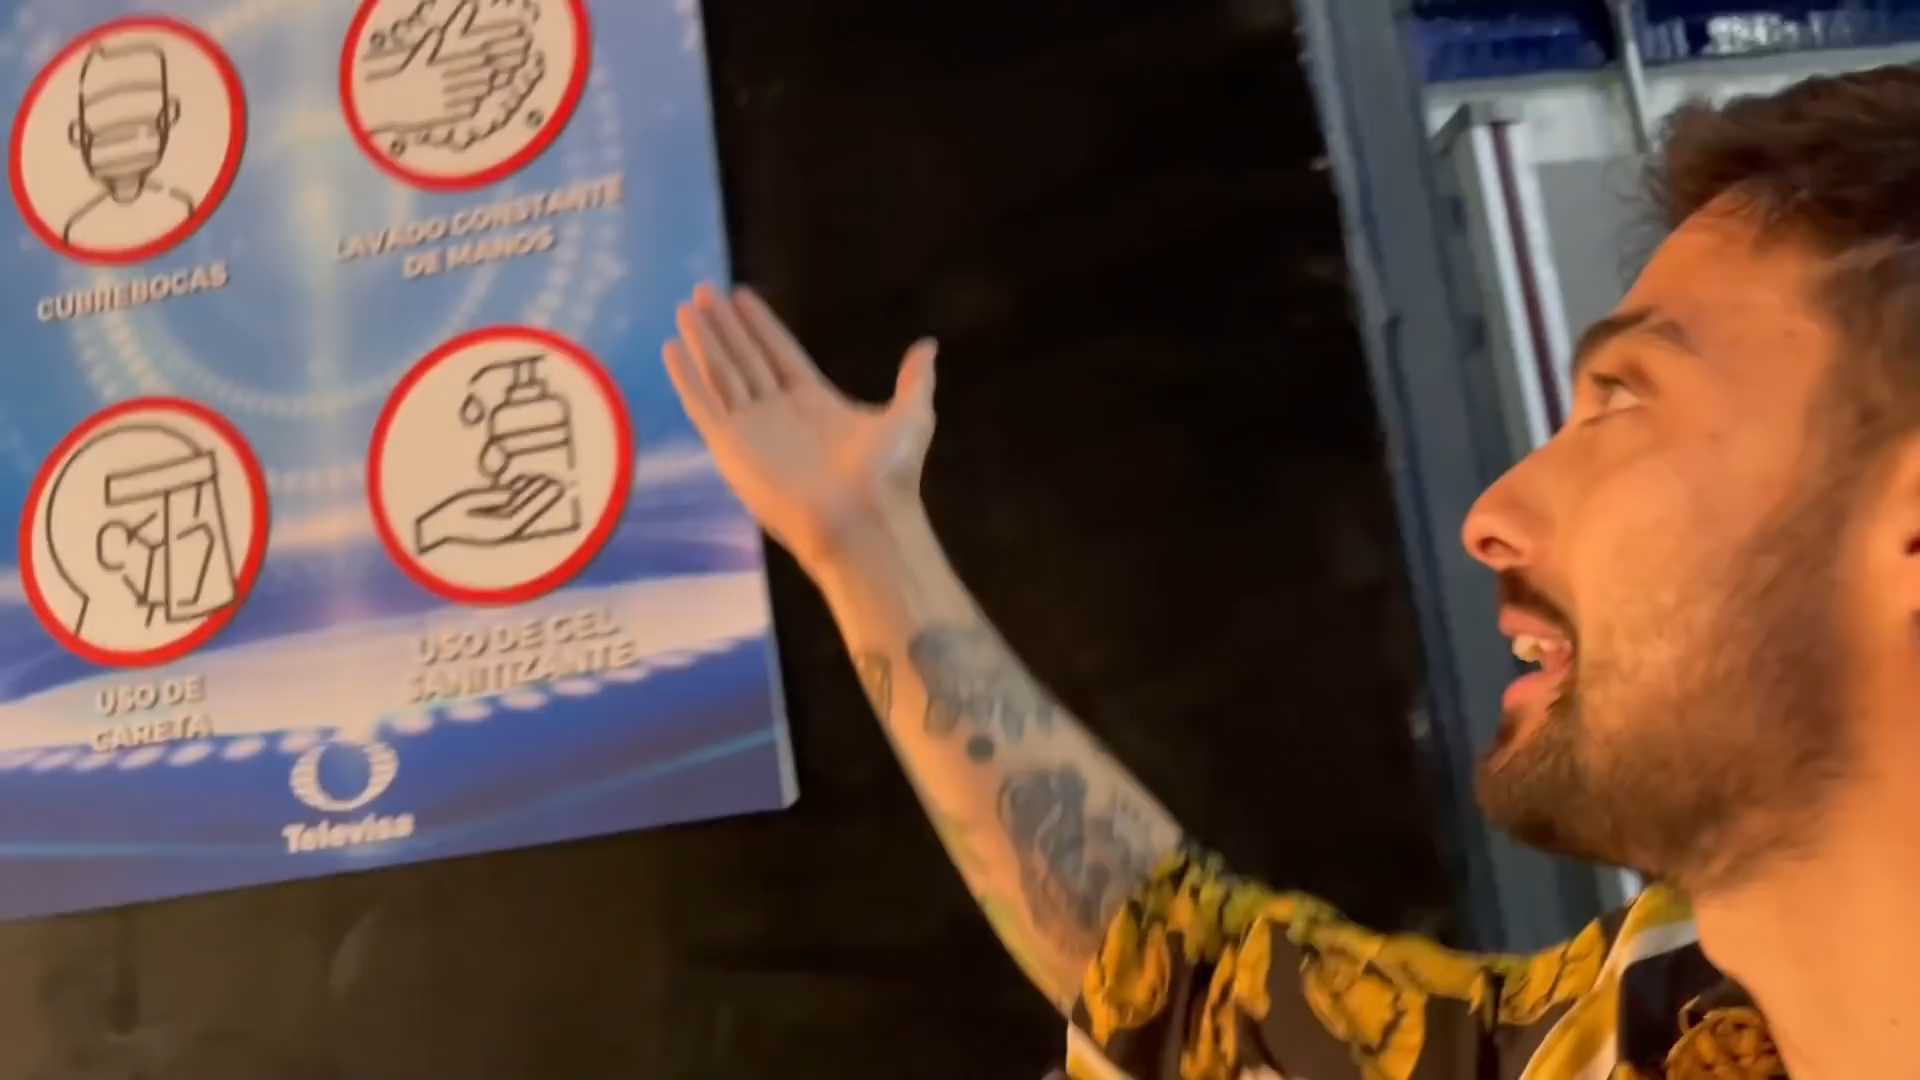 CUBREBOCAS
LAVADO CONSTANTE
DE MANOS
USO DE
CARETA
USO DE GEL
SANITIZANTE
Televisa